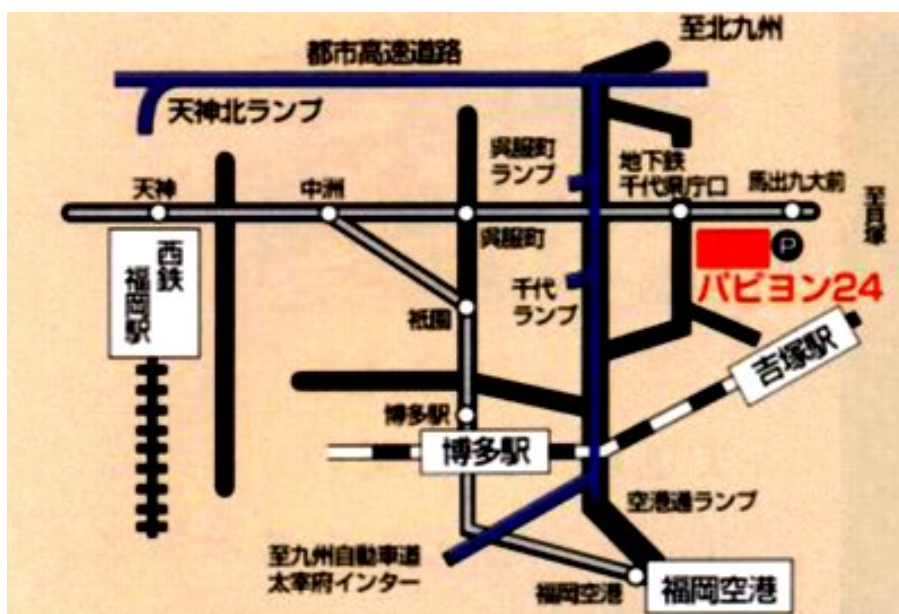 至北九州
都市高速道路
天神北ランプ
呉服町
ランプ
地下鉄
千代県庁口
馬出九大前
至貝塚
天神
中洲
呉服町
P
西鉄
福岡駅
千代
ランプ
パピヨン24
祇園
吉塚駅
博多駅
博多駅
空港通ランプ
至九州自動車道
太宰府インター
福岡空港
福岡空港